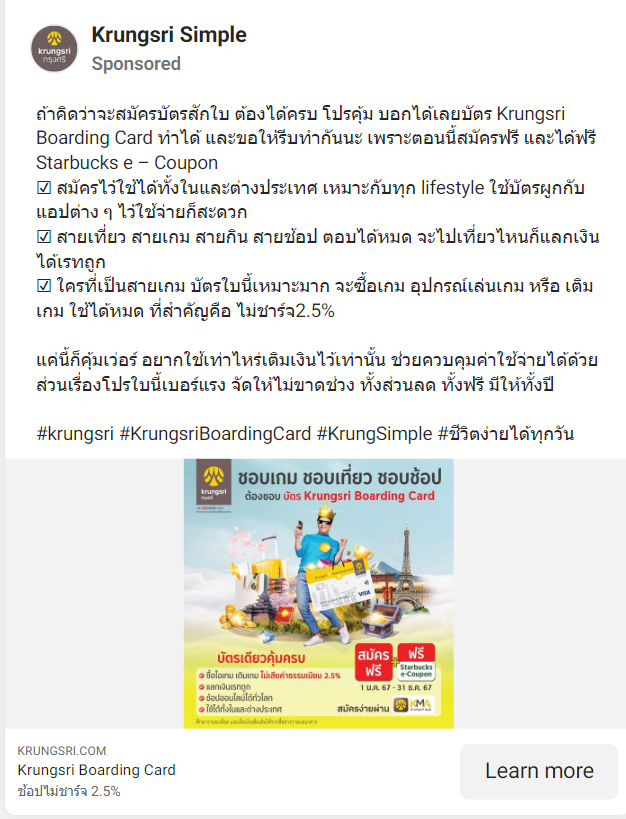 krungsri
กรุงศรี
Krungsri Simple
Sponsored
ถ้าคิดว่าจะสมัครบัตรสักใบ ต้องได้ครบ โปรคุ้ม บอกได้เลยบัตร Krungsri
Boarding Card ทำได้ และขอให้รีบทำกันนะ เพราะตอนนี้สมัครฟรี และได้ฟรี
Starbucks e – Coupon
☑ สมัครไว้ใช้ได้ทั้งในและต่างประเทศ เหมาะกับทุก lifestyle ใช้บัตรผูกกับ
แอปต่าง ๆ ไว้ใช้จ่ายก็สะดวก
☑ สายเที่ยว สายเกม สายกิน สายช้อป ตอบได้หมด จะไปเที่ยวไหนก็แลกเงิน
ได้เรทถูก
☑ ใครที่เป็นสายเกม บัตรใบนี้เหมาะมาก จะซื้อเกม อุปกรณ์เล่นเกม หรือ เติม
เกม ใช้ได้หมด ที่สำคัญคือ ไม่ชาร์จ2.5%
แค่นี้ก็คุ้มเว่อร์ อยากใช้เท่าไหร่เติมเงินไว้เท่านั้น ช่วยควบคุมค่าใช้จ่ายได้ด้วย
ส่วนเรื่องโปรใบนี้เบอร์แรง จัดให้ไม่ขาดช่วง ทั้งส่วนลด ทั้งฟรี มีให้ทั้งปี
#krungsri #KrungsriBoardingCard #KrungSimple #ชีวิตง่ายได้ทุกวัน
krungsri
กรุงศรี
ชอบเกม ชอบเที่ยว ชอบช้อป
ต้องชอบ บัตร Krungsri Boarding Card
VISA
บัตรเดียวคุ้มครบ
ซื้อไอเทม เติมเกม ไม่เสียค่าธรรมเนียม 2.5%
แลกเงินเรทถูก
ช้อปออนไลน์ได้ทั่วโลก
ใช้ได้ทั้งในและต่างประเทศ
สมัคร
ฟรี
+
ฟรี
Starbucks
e-Coupon
1 ม.ค. 67 - 31 ธ.ค. 67
สมัครง่ายผ่าน
KMA
krungsri app
KRUNGSRI.COM
Krungsri Boarding Card
ช้อปไม่ชาร์จ 2.5%
Learn more